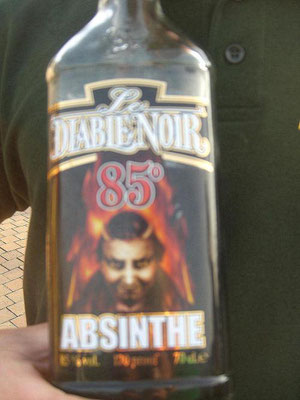 Le
DIABLE NOIR
85°
ABSINTHE